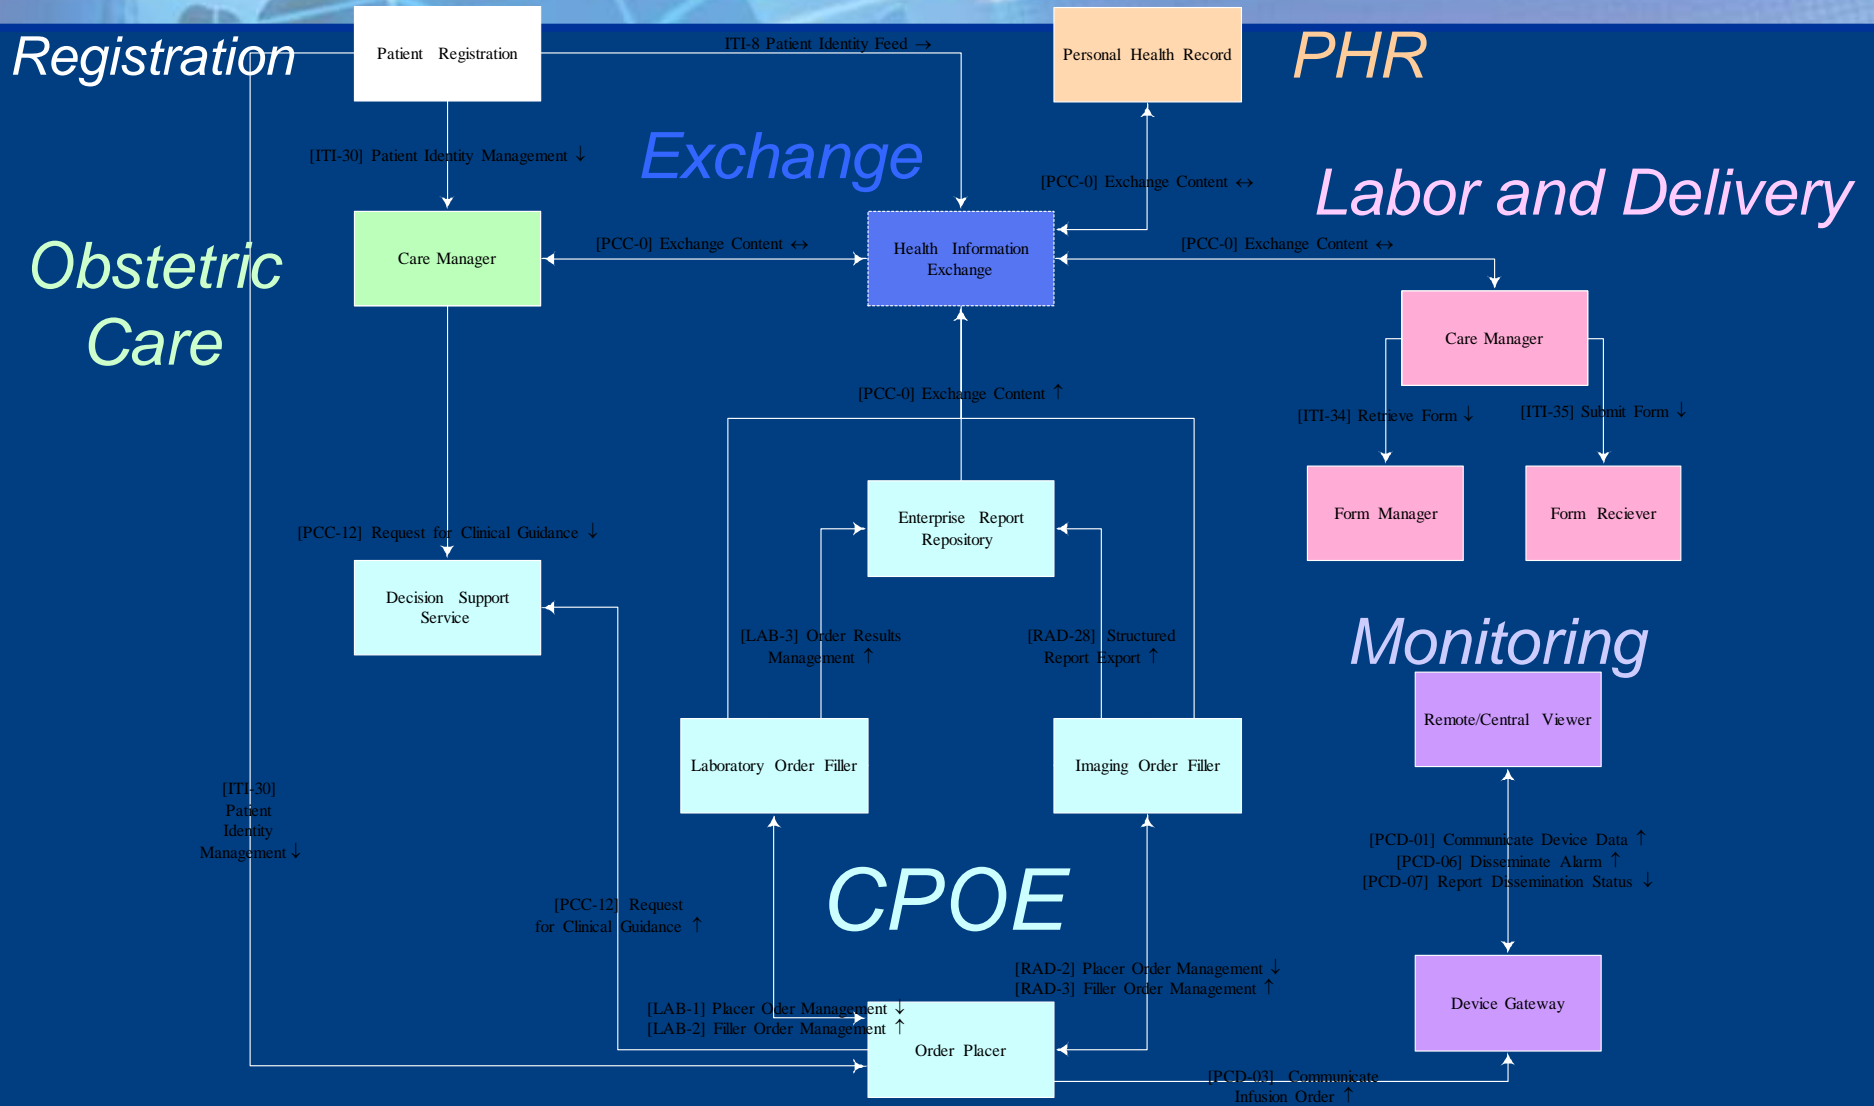 Registration
Patient Registration
ITI-8 Patient Identity Feed →
Personal Health Record
PHR
[ITI-30] Patient Identity Management ↓
Exchange
[PCC-0] Exchange Content ↔
Labor and Delivery
Obstetric
Care
Care Manager
[PCC-0] Exchange Content ↔
Health Information
Exchange
[PCC-0] Exchange Content ↔
Care Manager
[PCC-0] Exchange Content ↑
[ITI-34] Retrieve Form ↓
[ITI-35] Submit Form ↓
Form Manager
Form Reciever
Enterprise Report
Repository
[PCC-12] Request for Clinical Guidance ↓
Decision Support
Service
[LAB-3] Order Results
Management ↑
[RAD-28] Structured
Report Export ↑
Monitoring
Remote/Central Viewer
Laboratory Order Filler
Imaging Order Filler
[ITI-30]
Patient
Identity
Management ↓
[PCD-01] Communicate Device Data ↑
[PCD-06] Disseminate Alarm ↑
[PCD-07] Report Dissemination Status ↓
CPOE
[PCC-12] Request
for Clinical Guidance ↑
[RAD-2] Placer Order Management ↓
[RAD-3] Filler Order Management ↑
[LAB-1] Placer Oder Management ↓
[LAB-2] Filler Order Management ↑
Order Placer
Device Gateway
[PCD-03] Communicate
Infusion Order ↑